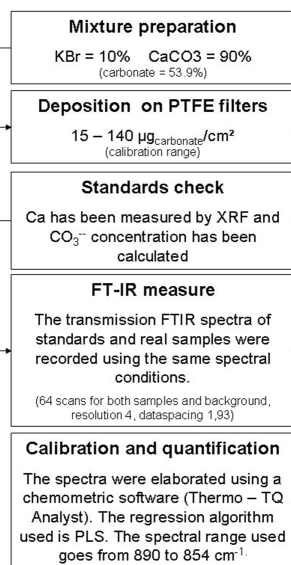 Mixture preparation
KBr = 10%    CaCO3 = 90%
(carbonate = 53.9%)
Deposition on PTFE filters
15 – 140 µgcarbonate/cm²
(calibration range)
Standards check
Ca has been measured by XRF and
CO3-- concentration has been
calculated
FT-IR measure
The transmission FTIR spectra of
standards and real samples were
recorded using the same spectral
conditions.
(64 scans for both samples and background,
resolution 4, dataspacing 1,93)
Calibration and quantification
The spectra were elaborated using a
chemometric software (Thermo – TQ
Analyst). The regression algorithm
used is PLS. The spectral range used
goes from 890 to 854 cm-1.